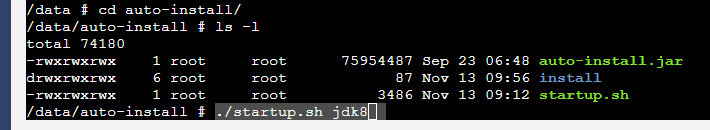 /data # cd auto-install/
/data/auto-install # ls -l
total 74180
-rwxrwxrwx 1 root root 75954487 Sep 23 06:48 auto-install.jar
drwxrwxrwx 6 root root 87 Nov 13 09:56 install
-rwxrwxrwx 1 root root 3486 Nov 13 09:12 startup.sh
/data/auto-install # ./startup.sh jdk8